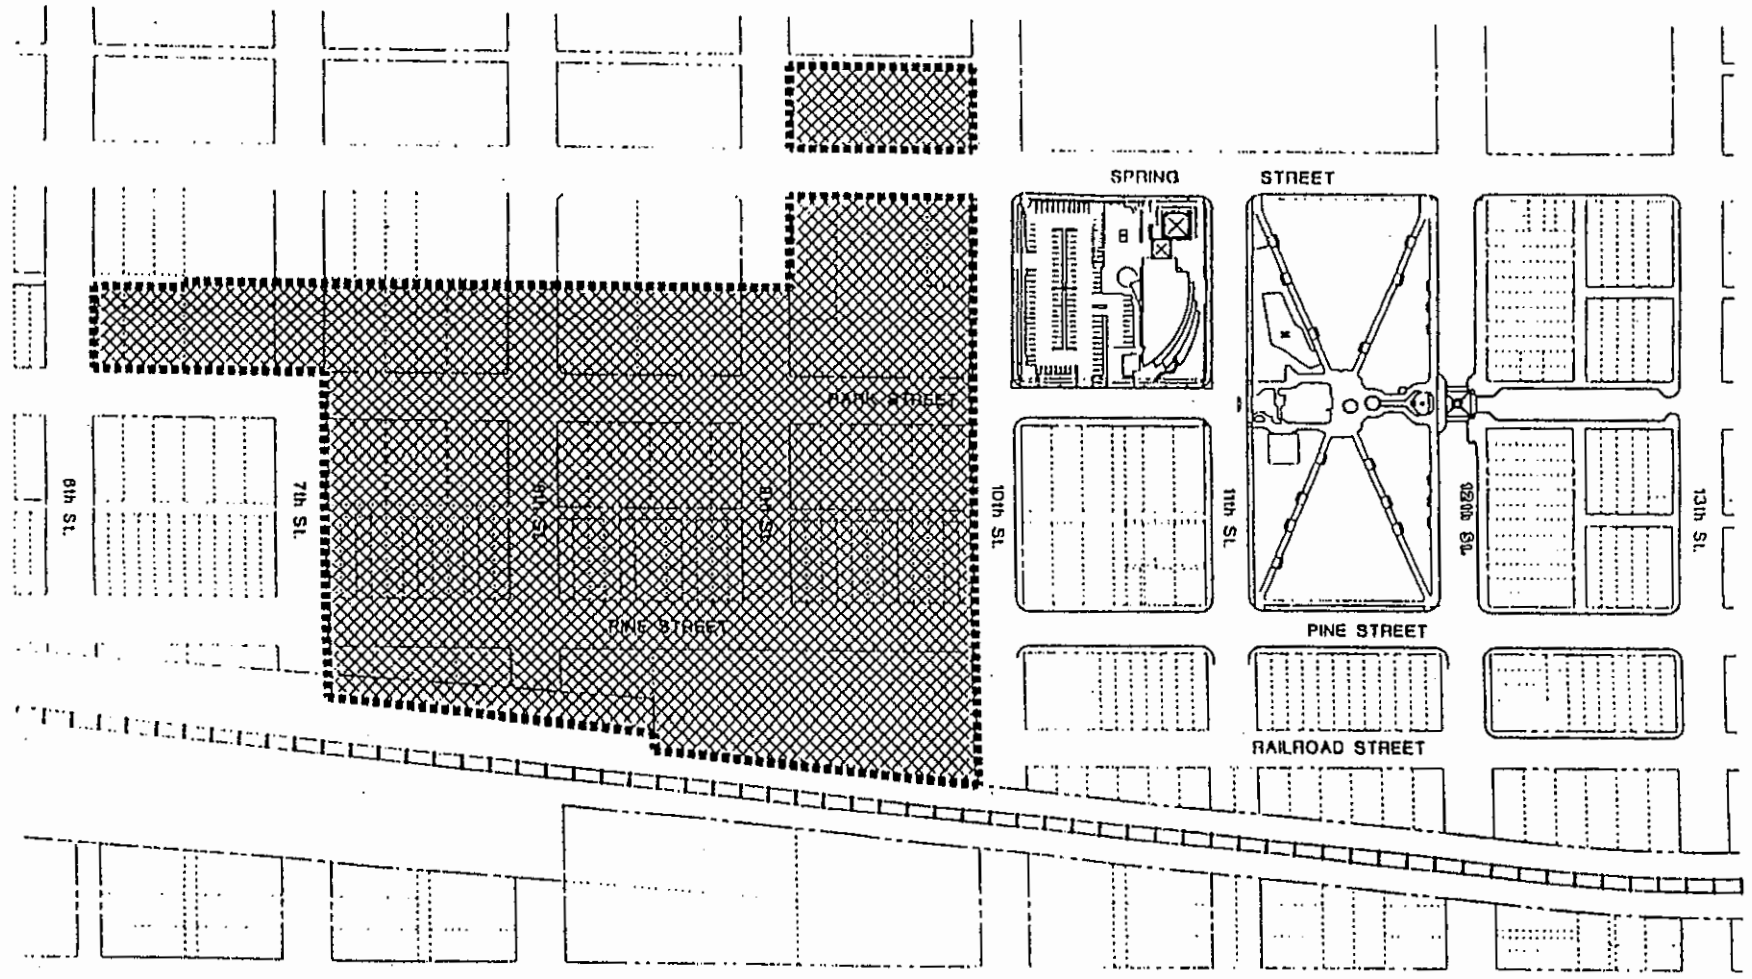 SPRING STREET
PARK STREET
6th St.
7th St.
8th St.
9th St.
10th St.
11th St.
12th St.
13th St.
PINE STREET
PINE STREET
RAILROAD STREET